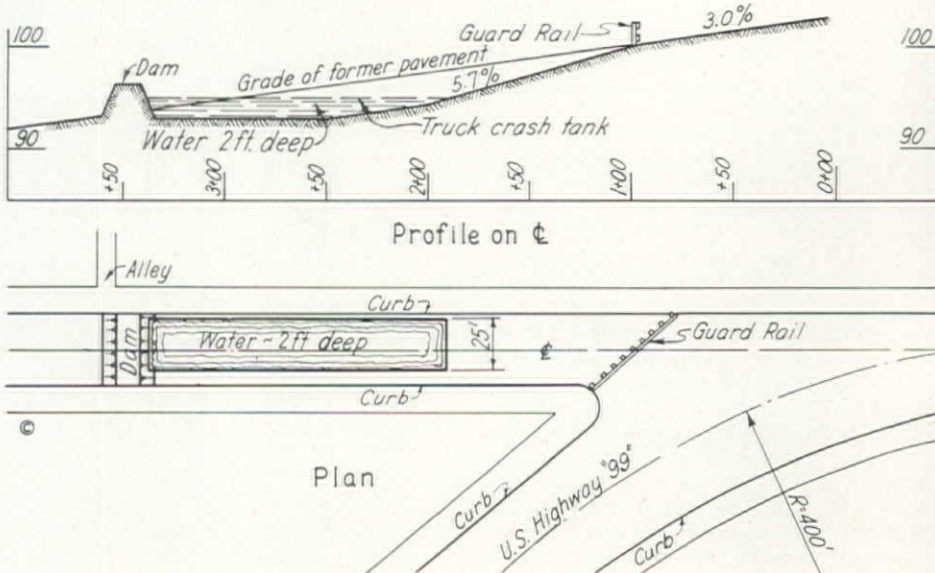 3.0%
100
Guard Rail
100
Dam
Grade of former pavement
5.7%
Water 2ft. deep
Truck crash tank
90
90
+50
3+00
+50
2+00
+50
1+00
+50
0+00
Profile on ℄
Alley
Curb
Dam
Water ~ 2ft deep
25'
℄
Guard Rail
Curb
©
Plan
Curb
U.S. Highway "99"
Curb
R=400'